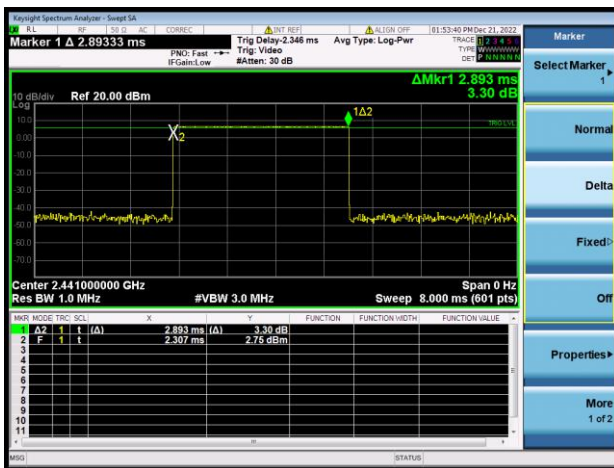 Keysight Spectrum Analyzer - Swept SA
RL RF 50 Ω AC CORREC INT REF ALIGN OFF 01:53:40 PM Dec 21, 2022
Marker 1 Δ 2.89333 ms
PNO: Fast
IFGain:Low
Trig Delay-2.346 ms
Trig: Video
#Atten: 30 dB
Avg Type: Log-Pwr
TRACE 1 2 3 4 5 6
TYPE WWWWWW
DET P NNNNN
ΔMkr1 2.893 ms
3.30 dB
10 dB/div Ref 20.00 dBm
Log
10.0
0.00
-10.0
-20.0
-30.0
-40.0
-50.0
-60.0
-70.0
1Δ2
TRIG LVL
X2
Center 2.441000000 GHz Span 0 Hz
Res BW 1.0 MHz #VBW 3.0 MHz Sweep 8.000 ms (601 pts)
MKR MODE TRC SCL X Y FUNCTION FUNCTION WIDTH FUNCTION VALUE
1 Δ2 1 t (Δ) 2.893 ms (Δ) 3.30 dB
2 F 1 t 2.307 ms 2.75 dBm
3
4
5
6
7
8
9
10
11
MSG STATUS
Marker
Select Marker
1
Normal
Delta
Fixed
Off
Properties
More
1 of 2